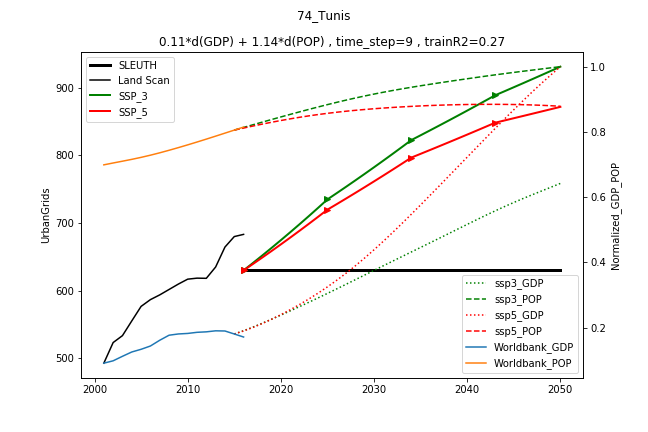 74_Tunis
0.11*d(GDP) + 1.14*d(POP) , time_step=9 , trainR2=0.27
SLEUTH
Land Scan
SSP_3
SSP_5
900
800
700
600
500
UrbanGrids
1.0
0.8
0.6
0.4
0.2
Normalized_GDP_POP
ssp3_GDP
ssp3_POP
ssp5_GDP
ssp5_POP
Worldbank_GDP
Worldbank_POP
2000 2010 2020 2030 2040 2050